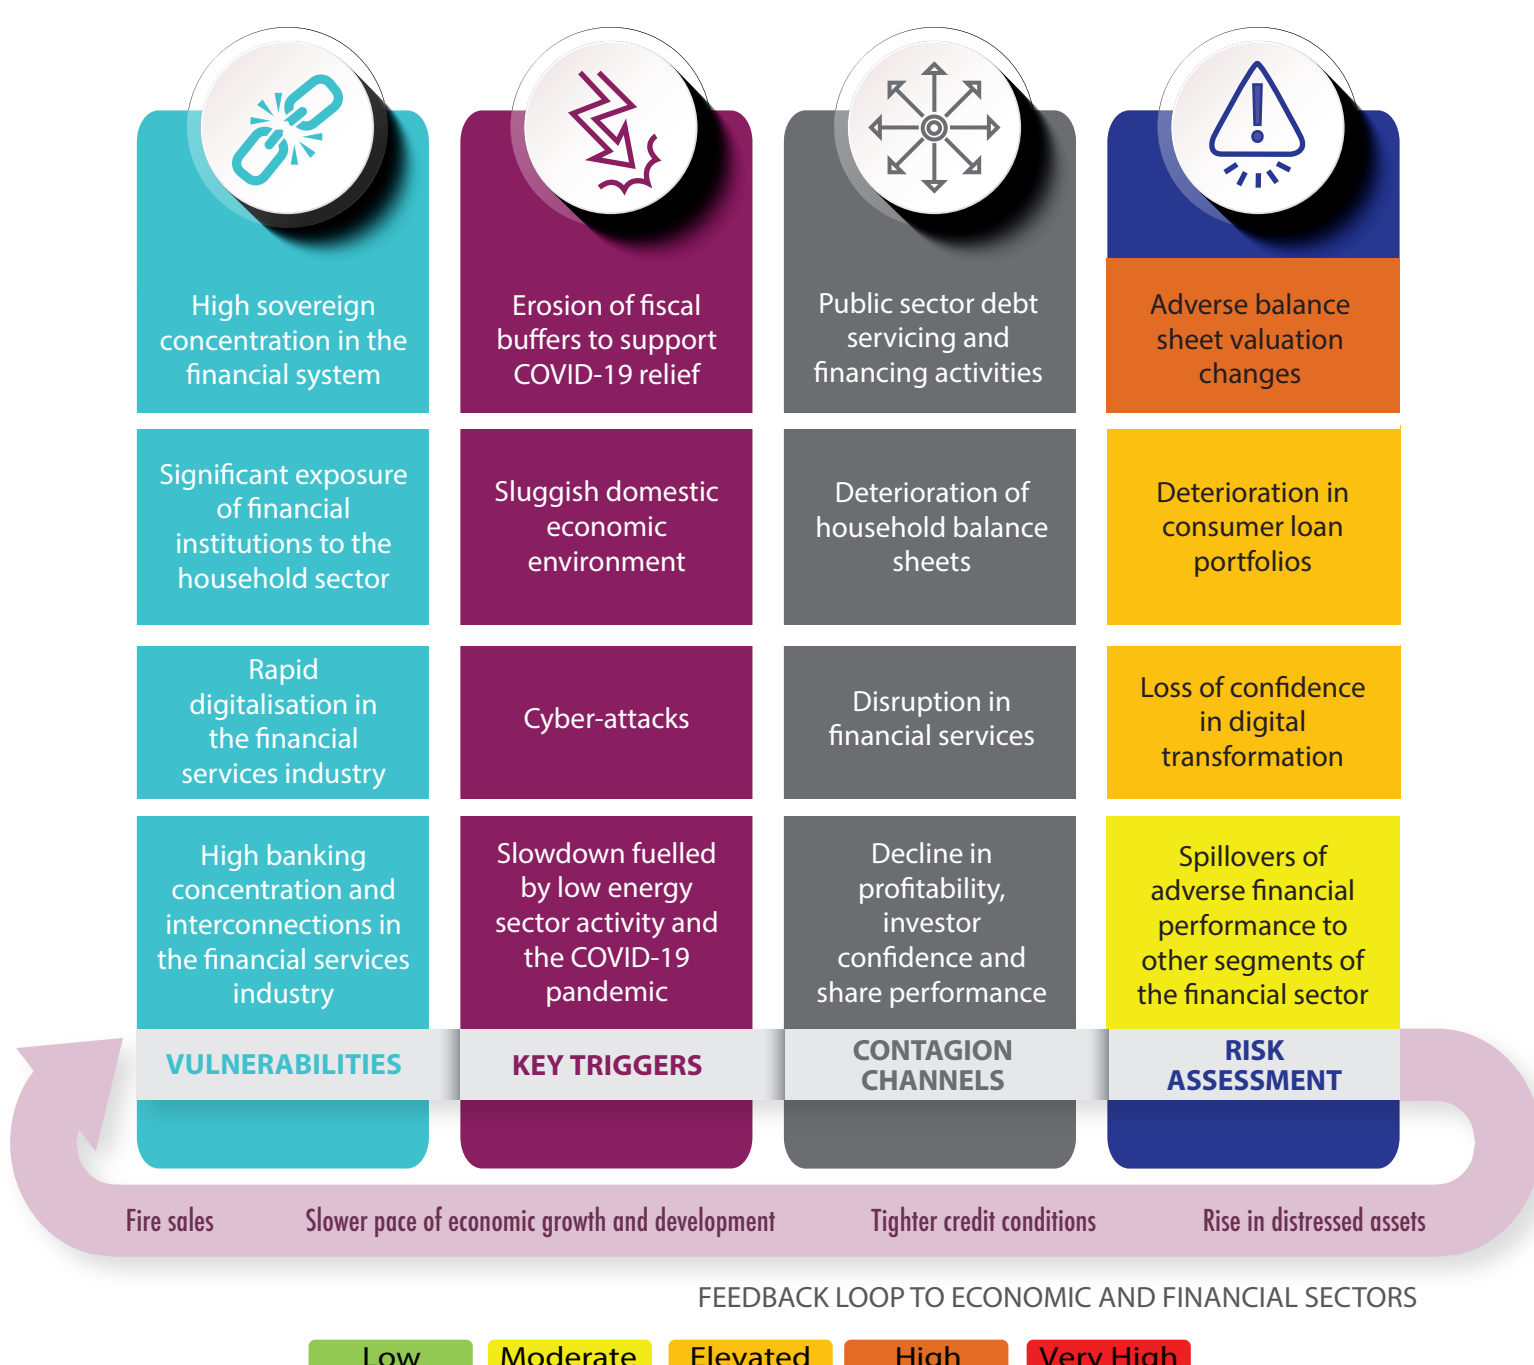 High sovereign
concentration in the
financial system
Erosion of fiscal
buffers to support
COVID-19 relief
Public sector debt
servicing and
financing activities
Adverse balance
sheet valuation
changes
Significant exposure
of financial
institutions to the
household sector
Sluggish domestic
economic
environment
Deterioration of
household balance
sheets
Deterioration in
consumer loan
portfolios
Rapid
digitalisation in
the financial
services industry
Cyber-attacks
Disruption in
financial services
Loss of confidence
in digital
transformation
High banking
concentration and
interconnections in
the financial services
industry
Slowdown fuelled
by low energy
sector activity and
the COVID-19
pandemic
Decline in
profitability,
investor
confidence and
share performance
Spillovers of
adverse financial
performance to
other segments of
the financial sector
VULNERABILITIES
KEY TRIGGERS
CONTAGION
CHANNELS
RISK
ASSESSMENT
Fire sales
Slower pace of economic growth and development
Tighter credit conditions
Rise in distressed assets
FEEDBACK LOOP TO ECONOMIC AND FINANCIAL SECTORS
Low
Moderate
Elevated
High
Very High